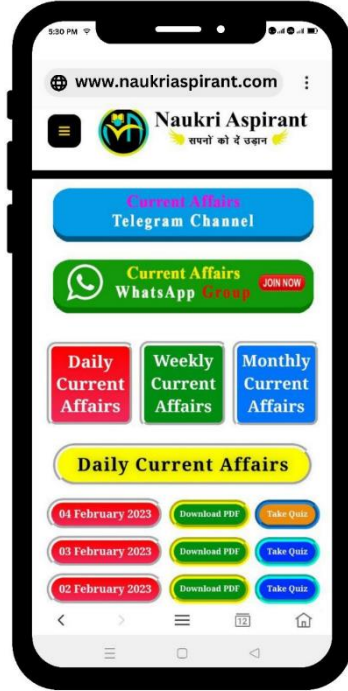 5:30 PM
www.naukriaspirant.com
Naukri Aspirant
सपनों को दें उड़ान
Current Affairs
Telegram Channel
Current Affairs
WhatsApp Group
JOIN NOW
Daily
Current
Affairs
Weekly
Current
Affairs
Monthly
Current
Affairs
Daily Current Affairs
04 February 2023 Download PDF Take Quiz
03 February 2023 Download PDF Take Quiz
02 February 2023 Download PDF Take Quiz
12